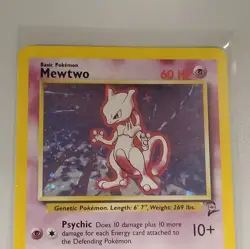 Basic Pokémon
Mewtwo
60 HP
Genetic Pokémon. Length: 6' 7", Weight: 269 lbs.
Psychic Does 10 damage plus 10 more
damage for each Energy card attached to
the Defending Pokémon.
10+